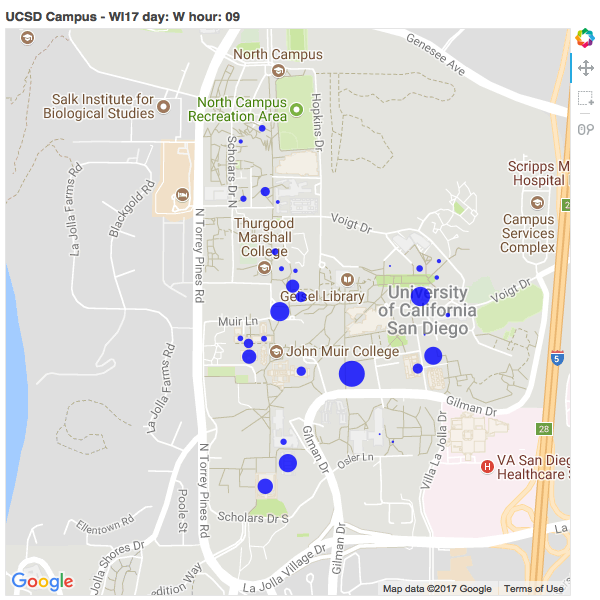 UCSD Campus - WI17 day: W hour: 09
Genesee Ave
North Campus
Salk Institute for
Biological Studies
North Campus
Recreation Area
Hopkins Dr
Scholars Dr N
La Jolla Farms Rd
Blackgold Rd
Scripps M
Hospital
2
Campus
Services
Complex
N Torrey Pines Rd
Thurgood
Marshall
College
Voigt Dr
Voigt Dr
Geisel Library
University
of California
San Diego
Muir Ln
John Muir College
5
La Jolla Farms Rd
Gilman Dr
28
N Torrey Pines Rd
Gilman Dr
Osler Ln
Villa La Jolla Dr
H
VA San Dieg
Healthcare
Poole St
Ellentown Rd
Scholars Dr S
La Jolla Shores Dr
Gilman Dr
La
La Jolla Village Dr
edition Way
Google
Map data ©2017 Google
Terms of Use